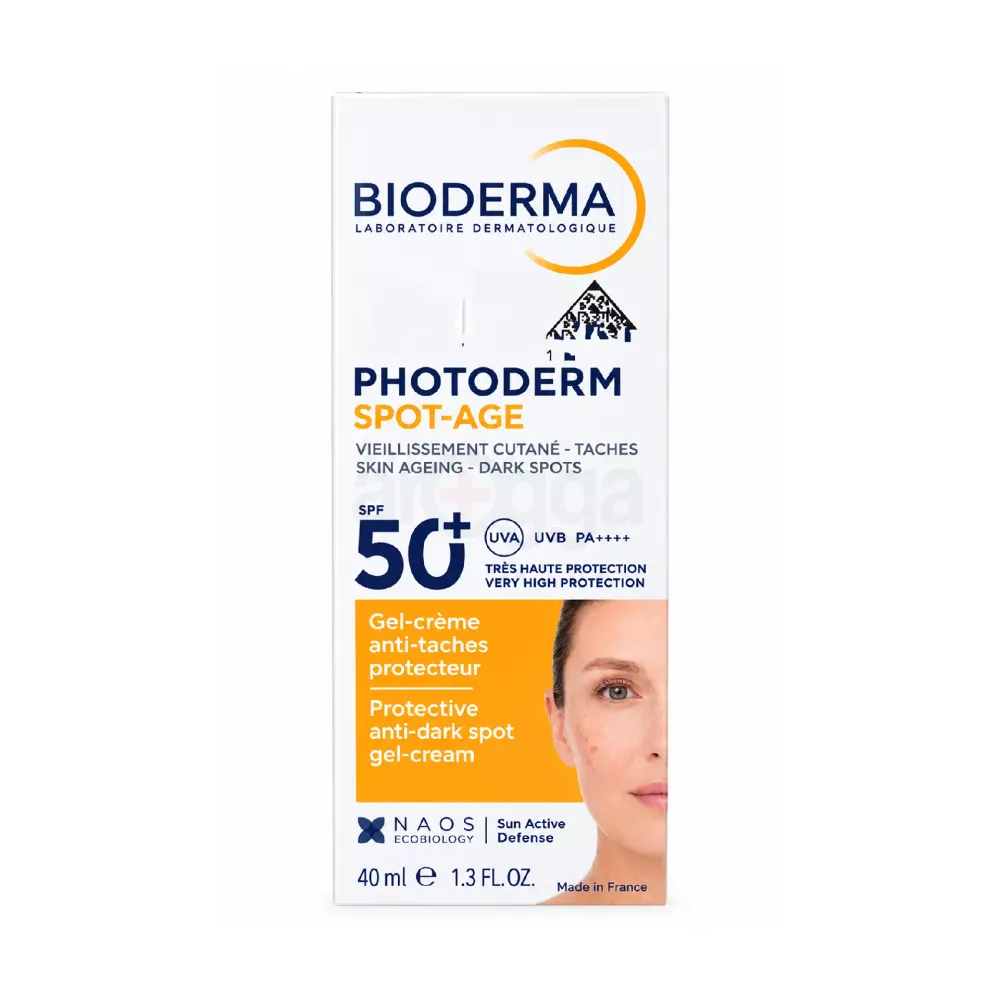 BIODERMA
LABORATOIRE DERMATOLOGIQUE
1
PHOTODERM
SPOT-AGE
VIEILLISSEMENT CUTANÉ - TACHES
SKIN AGEING - DARK SPOTS
arogga
SPF
50+
UVA UVB PA++++
TRÈS HAUTE PROTECTION
VERY HIGH PROTECTION
Gel-crème
anti-taches
protecteur
Protective
anti-dark spot
gel-cream
NAOS
ECOBIOLOGY
Sun Active
Defense
40 ml ℮ 1.3 FL.OZ.
Made in France